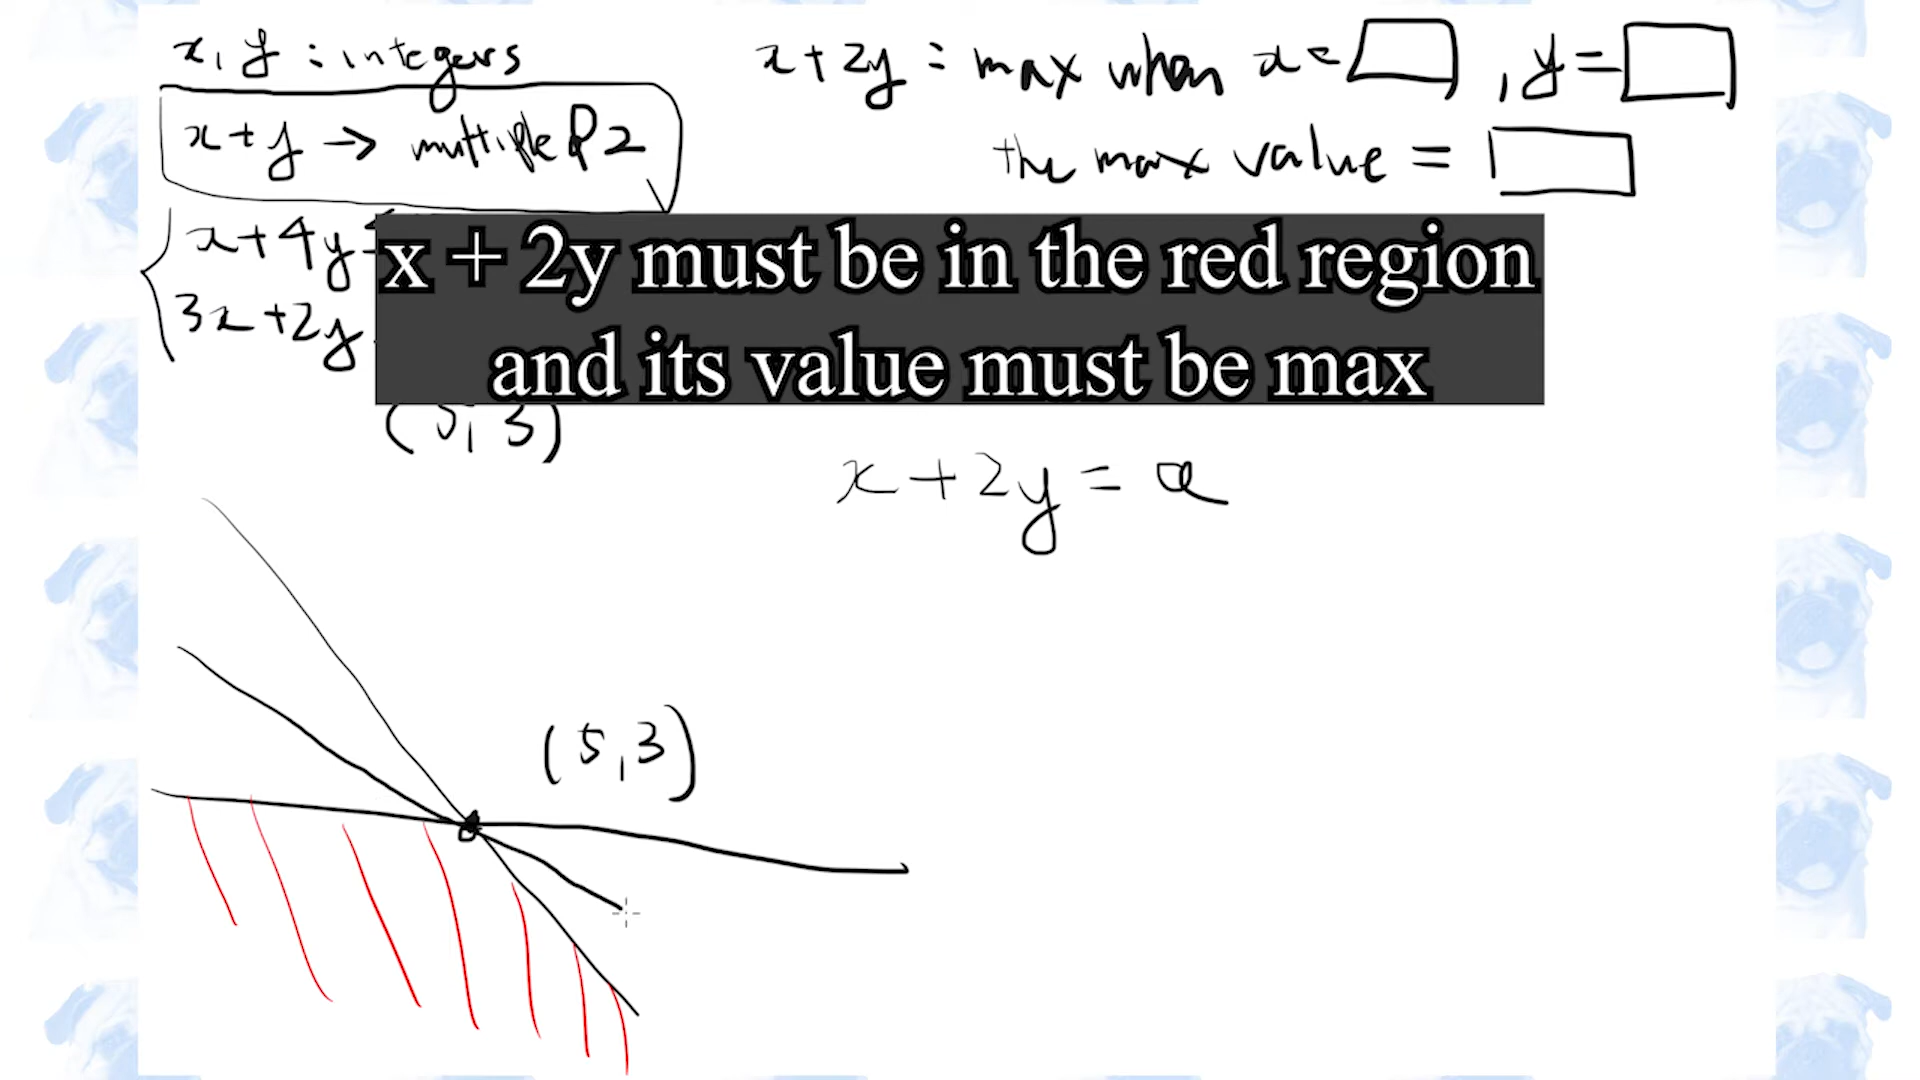 x, y : integers
x + 2y : max when x = , y =
x + y → multiple of 2
the max value =
x + 4y
3x + 2y
x + 2y must be in the red region
and its value must be max
(5, 3)
x + 2y = a
(5, 3)